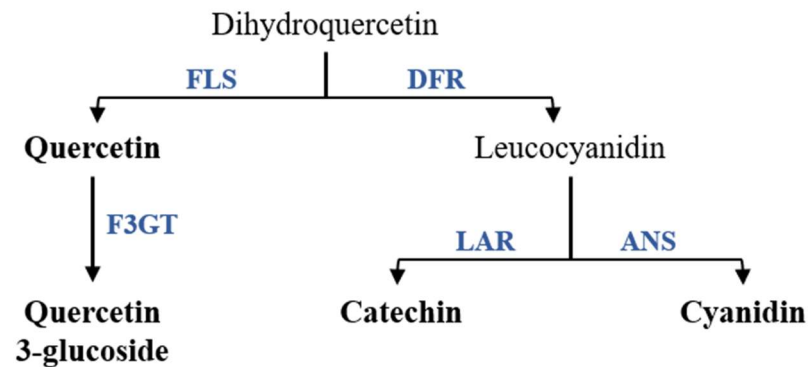 Dihydroquercetin
FLS DFR
Quercetin Leucocyanidin
F3GT
LAR ANS
Quercetin
3-glucoside
Catechin Cyanidin